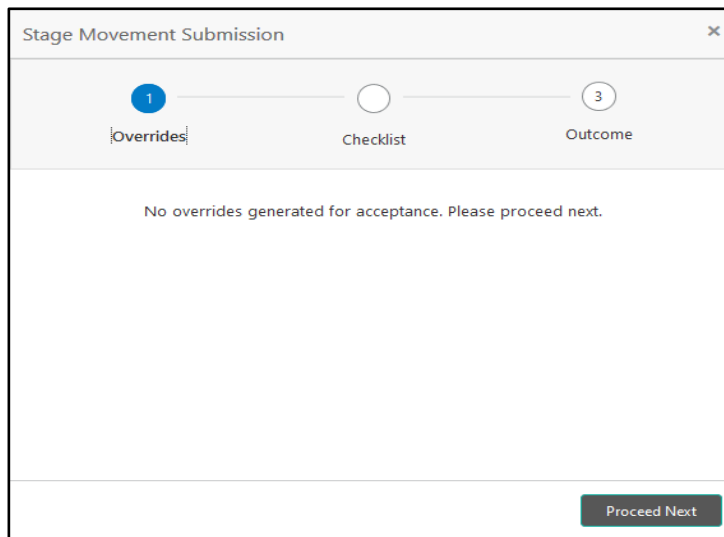 Stage Movement Submission
×
1
3
Overrides
Checklist
Outcome
No overrides generated for acceptance. Please proceed next.
Proceed Next